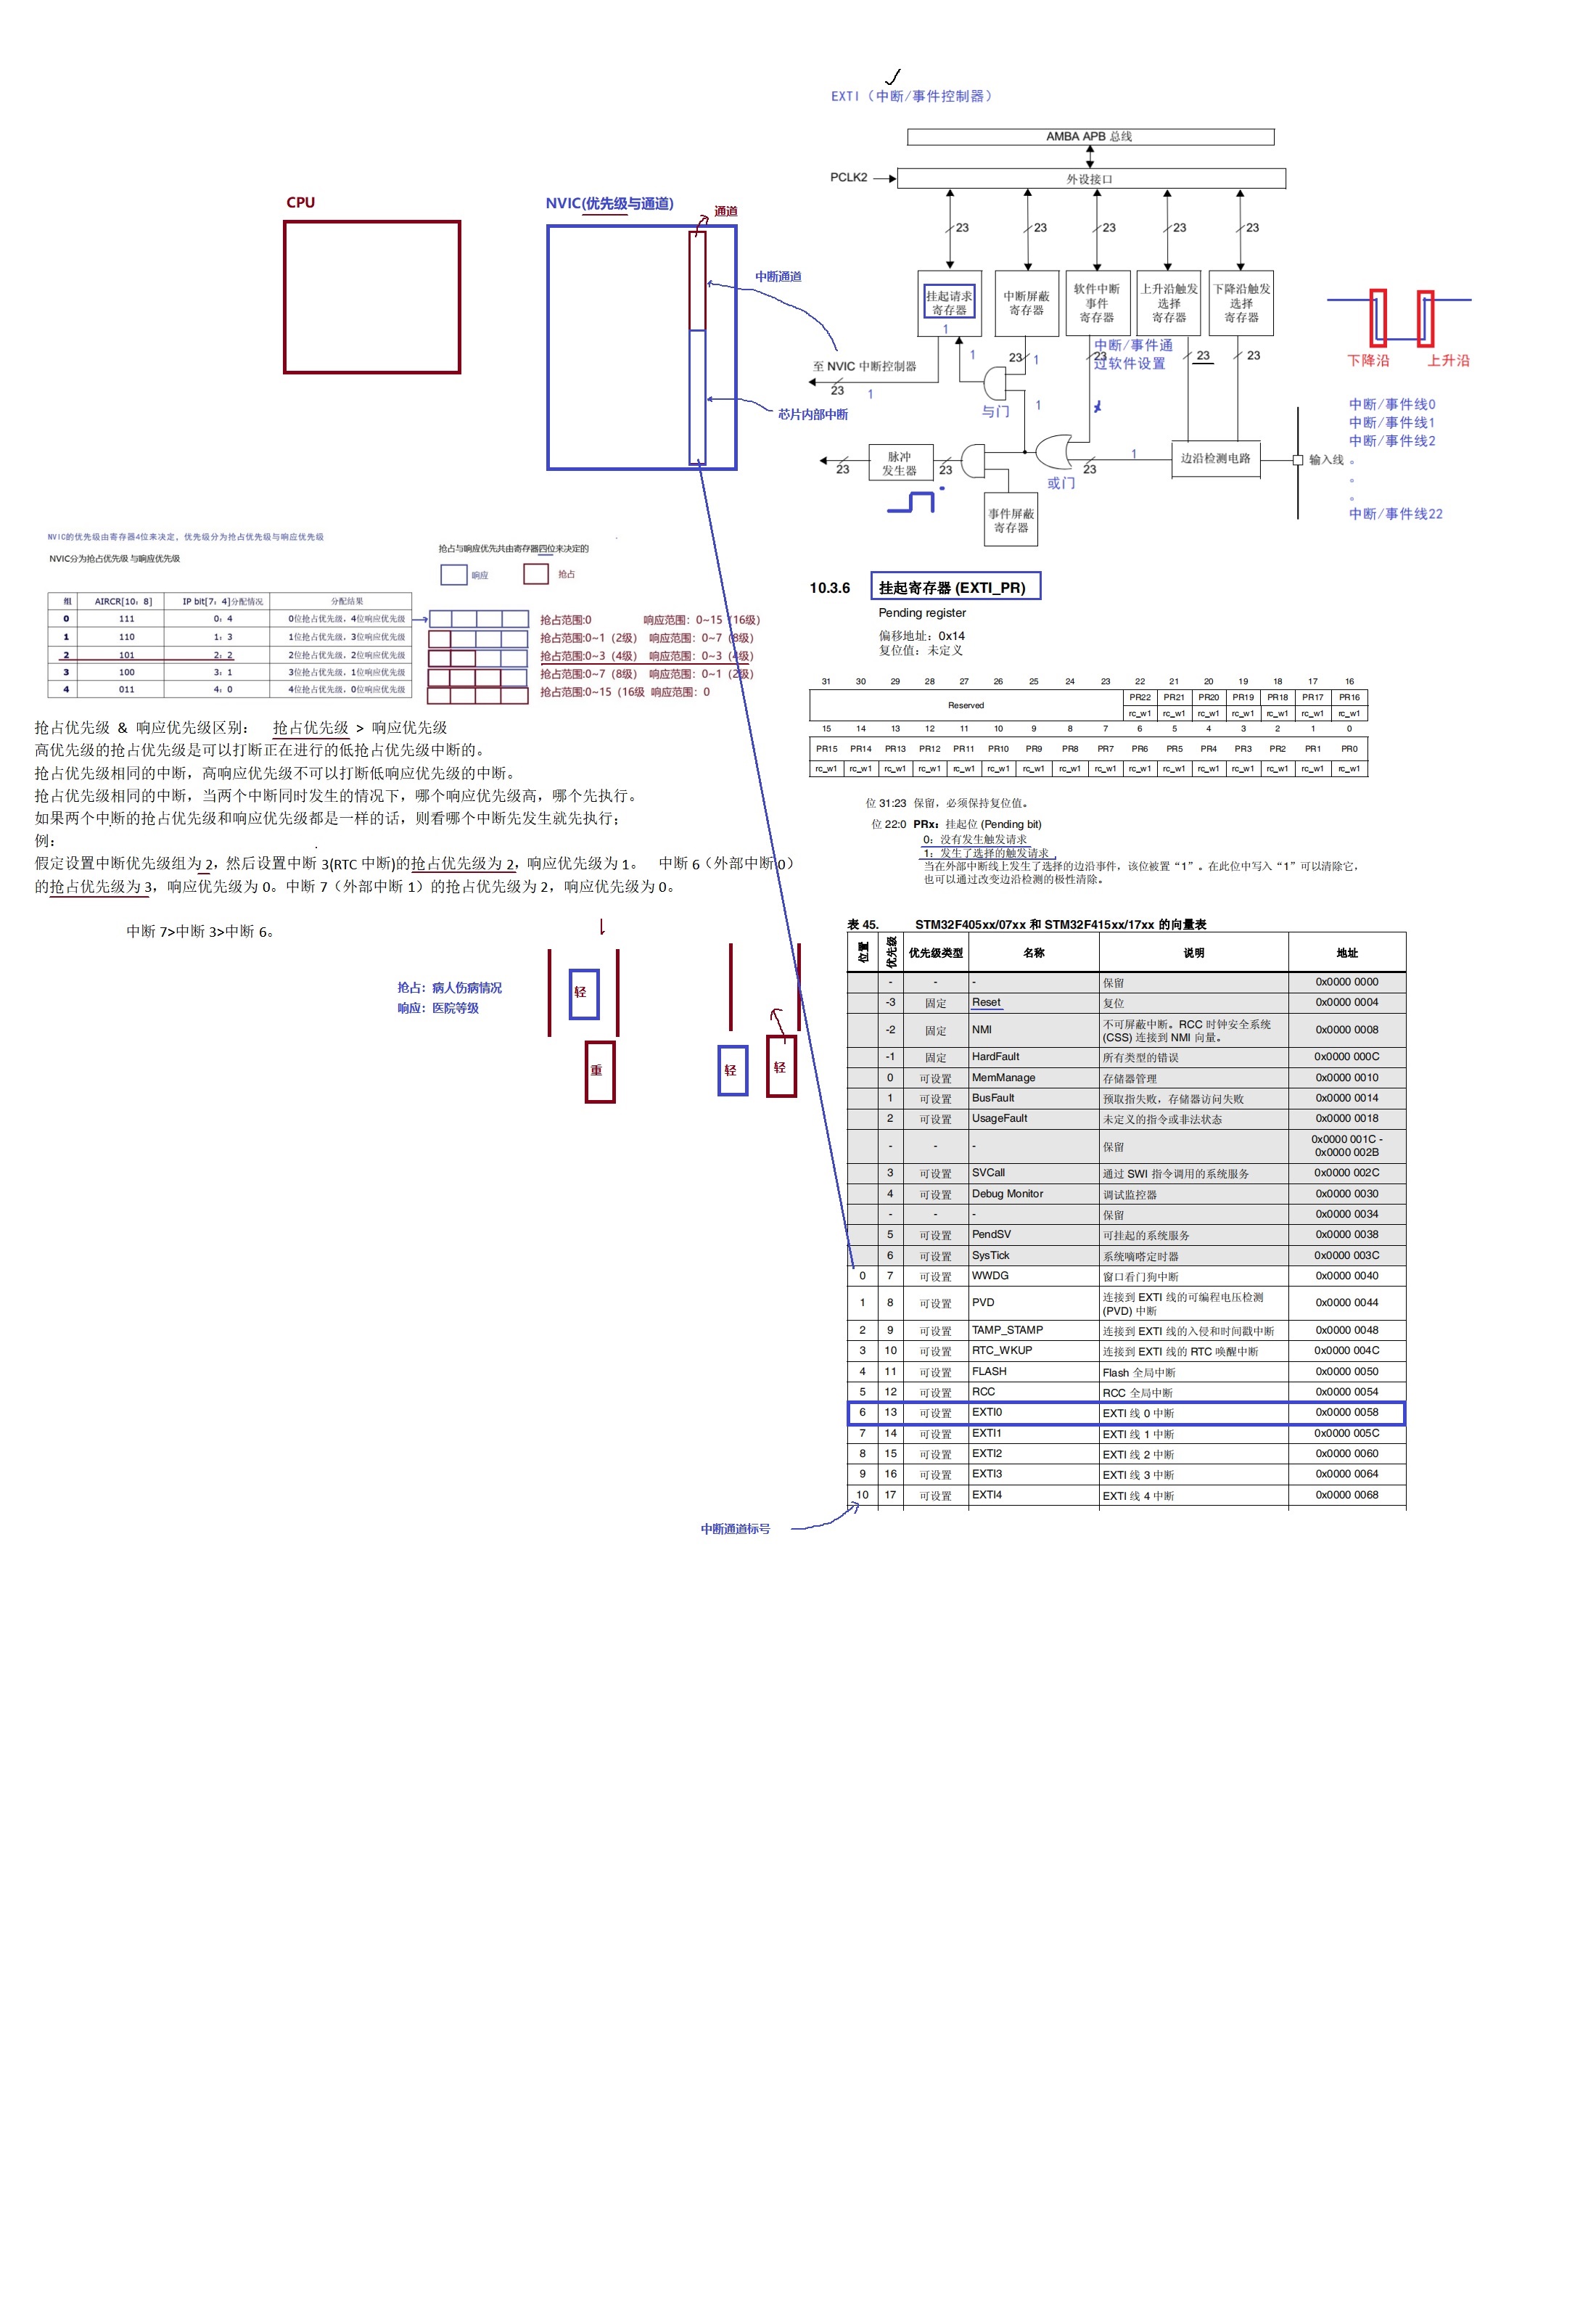 EXTI（中断/事件控制器）
AMBA APB 总线
PCLK2
外设接口
23
23
23
23
23
挂起请求
寄存器
1
中断屏蔽
寄存器
软件中断
事件
寄存器
上升沿触发
选择
寄存器
下降沿触发
选择
寄存器
中断/事件通
过软件设置
至 NVIC 中断控制器
23
1
1
23
1
23
23
23
与门
1
脉冲
发生器
23
23
或门
23
1
边沿检测电路
输入线
事件屏蔽
寄存器
下降沿
上升沿
中断/事件线0
中断/事件线1
中断/事件线2
。
。
。
中断/事件线22
CPU
NVIC(优先级与通道)
通道
中断通道
芯片内部中断
NVIC的优先级由寄存器4位来决定，优先级分为抢占优先级与响应优先级
NVIC分为抢占优先级 与响应优先级
抢占与响应优先共由寄存器四位来决定的
响应
抢占
组 AIRCR[10：8] IP bit[7：4]分配情况 分配结果
0 111 0：4 0位抢占优先级，4位响应优先级
1 110 1：3 1位抢占优先级，3位响应优先级
2 101 2：2 2位抢占优先级，2位响应优先级
3 100 3：1 3位抢占优先级，1位响应优先级
4 011 4：0 4位抢占优先级，0位响应优先级
抢占范围:0 响应范围：0~15（16级）
抢占范围:0~1（2级） 响应范围：0~7（8级）
抢占范围:0~3（4级） 响应范围：0~3（4级）
抢占范围:0~7（8级） 响应范围：0~1（2级）
抢占范围:0~15（16级 响应范围：0
抢占优先级 & 响应优先级区别： 抢占优先级 > 响应优先级
高优先级的抢占优先级是可以打断正在进行的低抢占优先级中断的。
抢占优先级相同的中断，高响应优先级不可以打断低响应优先级的中断。
抢占优先级相同的中断，当两个中断同时发生的情况下，哪个响应优先级高，哪个先执行。
如果两个中断的抢占优先级和响应优先级都是一样的话，则看哪个中断先发生就先执行；
例：
假定设置中断优先级组为 2，然后设置中断 3(RTC 中断)的抢占优先级为 2，响应优先级为 1。 中断 6（外部中断 0）
的抢占优先级为 3，响应优先级为 0。中断 7（外部中断 1）的抢占优先级为 2，响应优先级为 0。
中断 7>中断 3>中断 6。
抢占：病人伤病情况
响应：医院等级
轻
重
轻
轻
10.3.6 挂起寄存器 (EXTI_PR)
Pending register
偏移地址：0x14
复位值：未定义
31 30 29 28 27 26 25 24 23 22 21 20 19 18 17 16
Reserved PR22 PR21 PR20 PR19 PR18 PR17 PR16
rc_w1 rc_w1 rc_w1 rc_w1 rc_w1 rc_w1 rc_w1
15 14 13 12 11 10 9 8 7 6 5 4 3 2 1 0
PR15 PR14 PR13 PR12 PR11 PR10 PR9 PR8 PR7 PR6 PR5 PR4 PR3 PR2 PR1 PR0
rc_w1 rc_w1 rc_w1 rc_w1 rc_w1 rc_w1 rc_w1 rc_w1 rc_w1 rc_w1 rc_w1 rc_w1 rc_w1 rc_w1 rc_w1 rc_w1
位 31:23 保留，必须保持复位值。
位 22:0 PRx：挂起位 (Pending bit)
0：没有发生触发请求
1：发生了选择的触发请求
当在外部中断线上发生了选择的边沿事件，该位被置“1”。在此位中写入“1”可以清除它，
也可以通过改变边沿检测的极性清除。
表 45. STM32F405xx/07xx 和 STM32F415xx/17xx 的向量表
位置 优先级 优先级类型 名称 说明 地址
- - - 保留 0x0000 0000
-3 固定 Reset 复位 0x0000 0004
-2 固定 NMI 不可屏蔽中断。RCC 时钟安全系统 (CSS) 连接到 NMI 向量。 0x0000 0008
-1 固定 HardFault 所有类型的错误 0x0000 000C
0 可设置 MemManage 存储器管理 0x0000 0010
1 可设置 BusFault 预取指失败，存储器访问失败 0x0000 0014
2 可设置 UsageFault 未定义的指令或非法状态 0x0000 0018
- - - 保留 0x0000 001C - 0x0000 002B
3 可设置 SVCall 通过 SWI 指令调用的系统服务 0x0000 002C
4 可设置 Debug Monitor 调试监控器 0x0000 0030
- - - 保留 0x0000 0034
5 可设置 PendSV 可挂起的系统服务 0x0000 0038
6 可设置 SysTick 系统嘀嗒定时器 0x0000 003C
0 7 可设置 WWDG 窗口看门狗中断 0x0000 0040
1 8 可设置 PVD 连接到 EXTI 线的可编程电压检测 (PVD) 中断 0x0000 0044
2 9 可设置 TAMP_STAMP 连接到 EXTI 线的入侵和时间戳中断 0x0000 0048
3 10 可设置 RTC_WKUP 连接到 EXTI 线的 RTC 唤醒中断 0x0000 004C
4 11 可设置 FLASH Flash 全局中断 0x0000 0050
5 12 可设置 RCC RCC 全局中断 0x0000 0054
6 13 可设置 EXTI0 EXTI 线 0 中断 0x0000 0058
7 14 可设置 EXTI1 EXTI 线 1 中断 0x0000 005C
8 15 可设置 EXTI2 EXTI 线 2 中断 0x0000 0060
9 16 可设置 EXTI3 EXTI 线 3 中断 0x0000 0064
10 17 可设置 EXTI4 EXTI 线 4 中断 0x0000 0068
中断通道标号